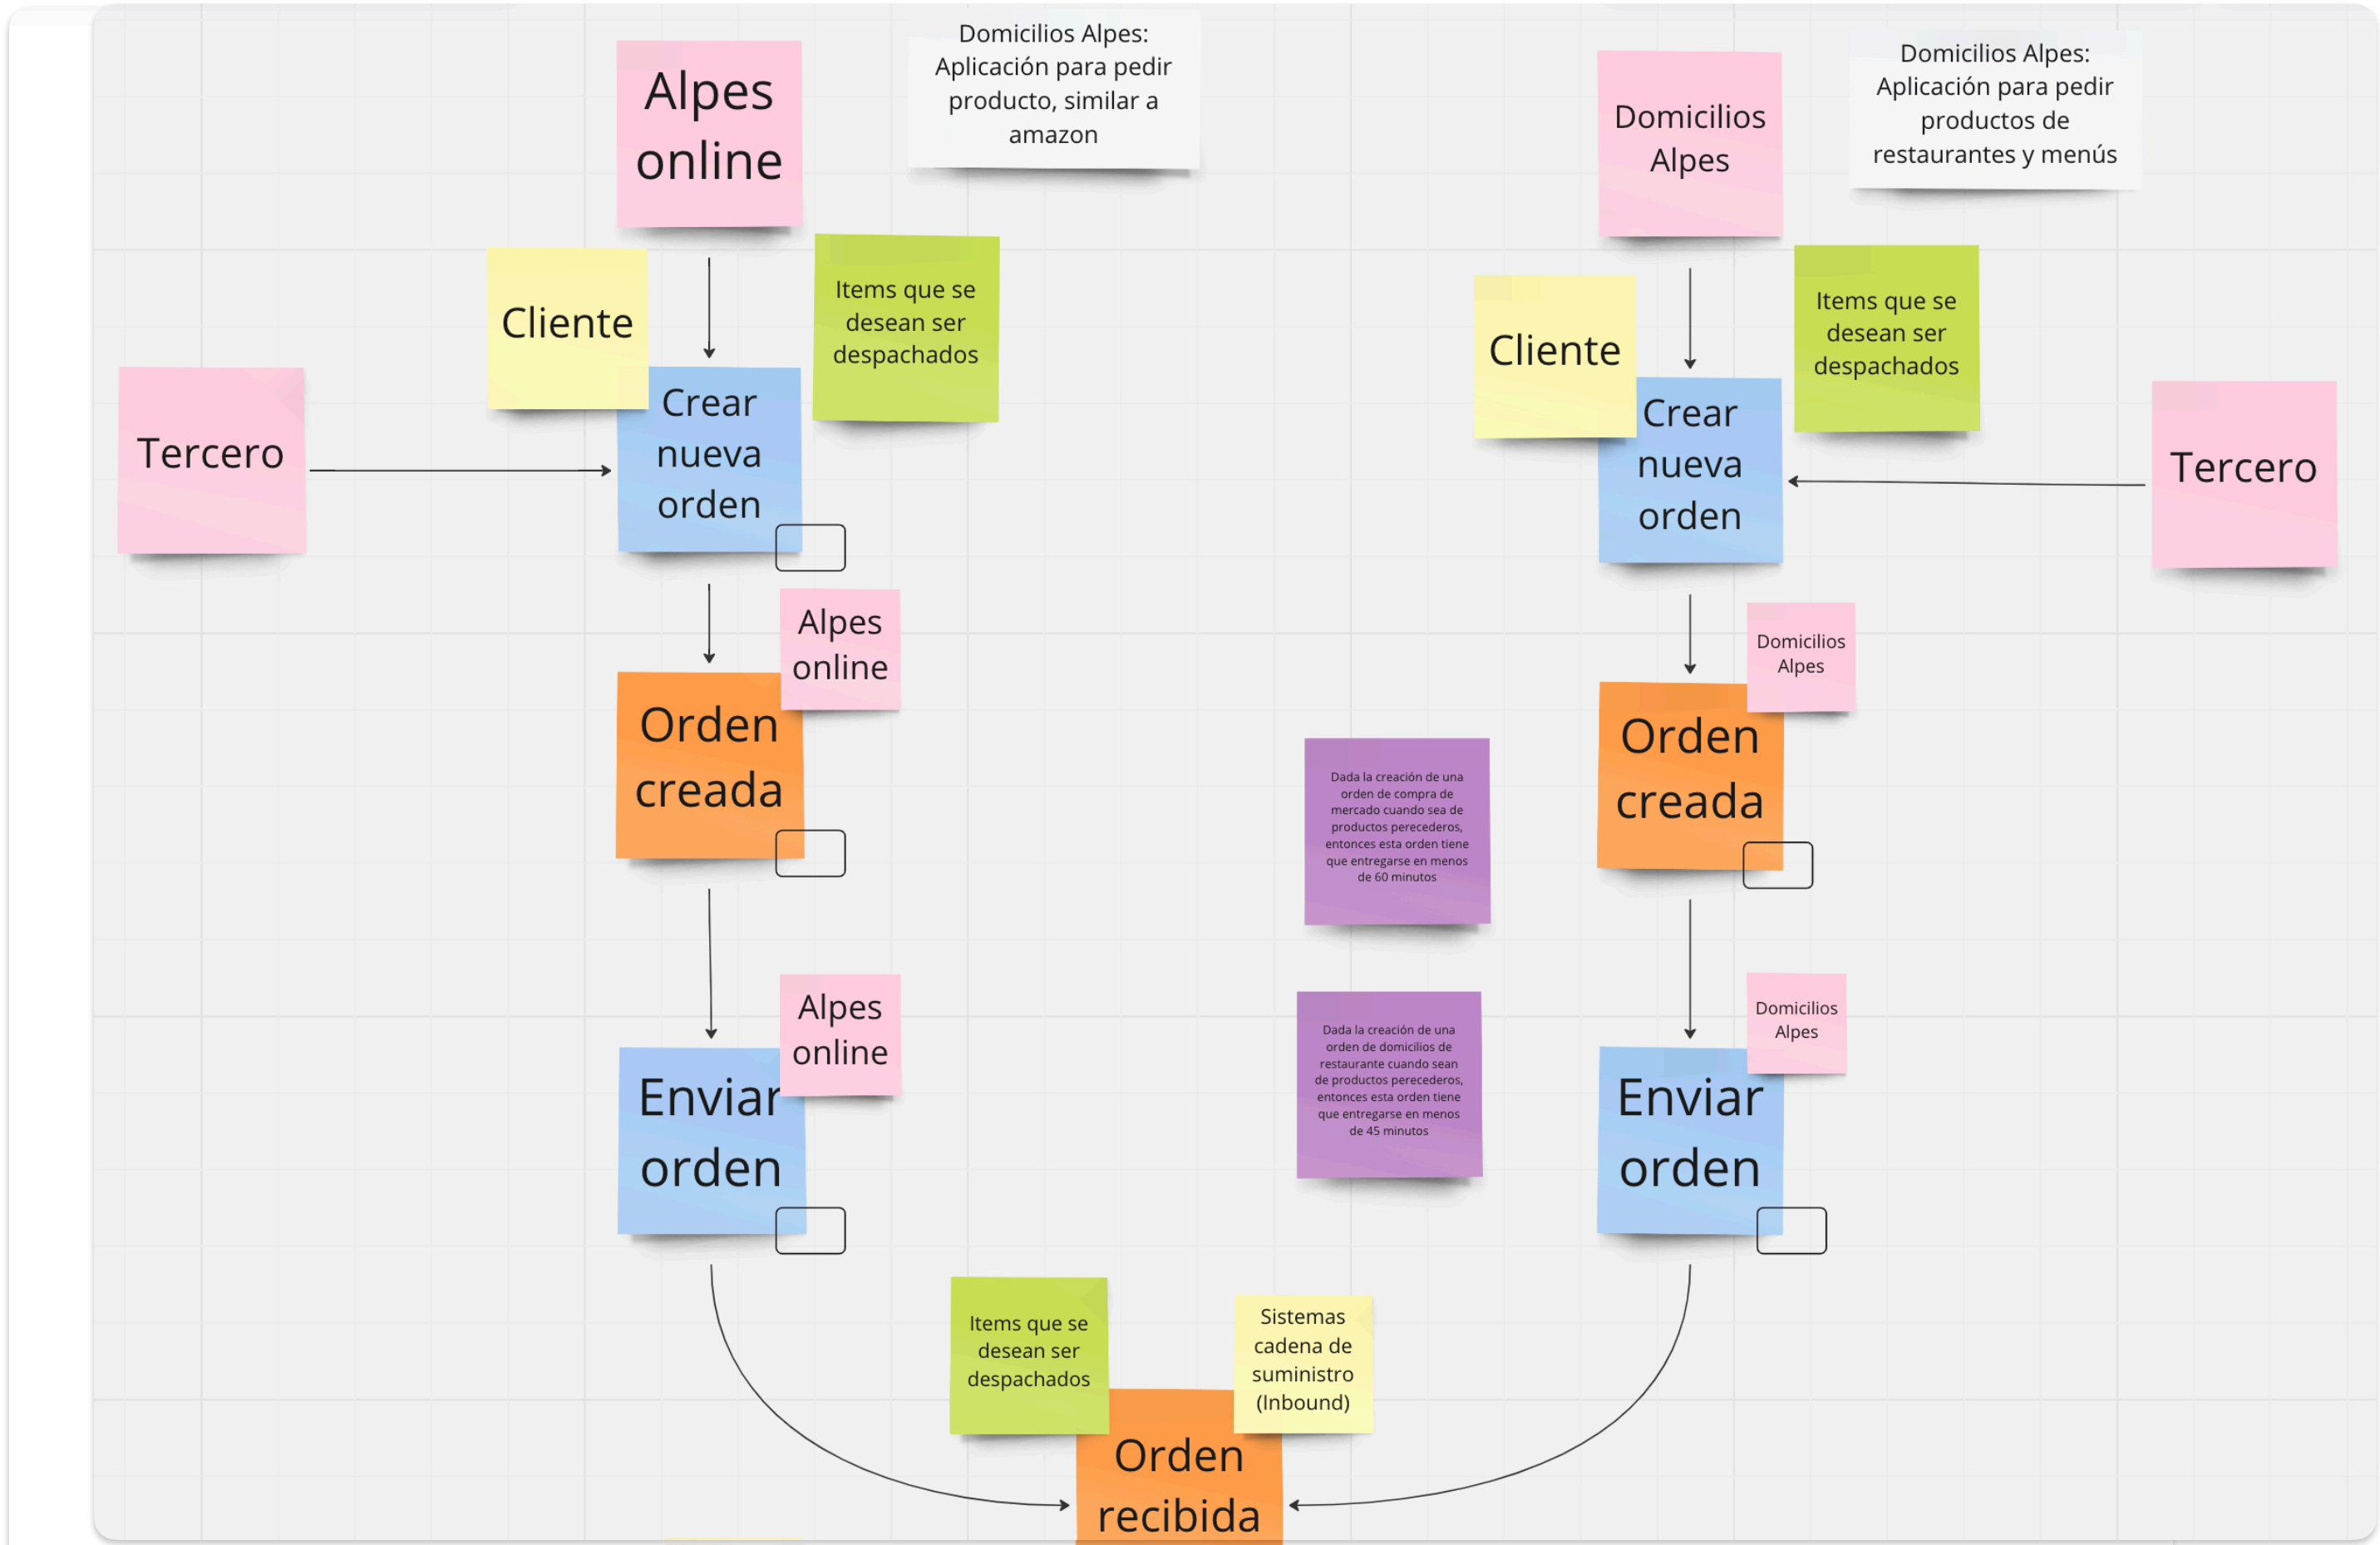 Alpes
online
Domicilios Alpes:
Aplicación para pedir
producto, similar a
amazon
Domicilios
Alpes
Domicilios Alpes:
Aplicación para pedir
productos de
restaurantes y menús
Cliente
Items que se
desean ser
despachados
Cliente
Items que se
desean ser
despachados
Tercero
Crear
nueva
orden
Crear
nueva
orden
Tercero
Alpes
online
Domicilios
Alpes
Orden
creada
Dada la creación de una
orden de compra de
mercado cuando sea de
productos perecederos,
entonces esta orden tiene
que entregarse en menos
de 60 minutos
Orden
creada
Alpes
online
Dada la creación de una
orden de domicilios de
restaurante cuando sean
de productos perecederos,
entonces esta orden tiene
que entregarse en menos
de 45 minutos
Domicilios
Alpes
Enviar
orden
Enviar
orden
Items que se
desean ser
despachados
Sistemas
cadena de
suministro
(Inbound)
Orden
recibida